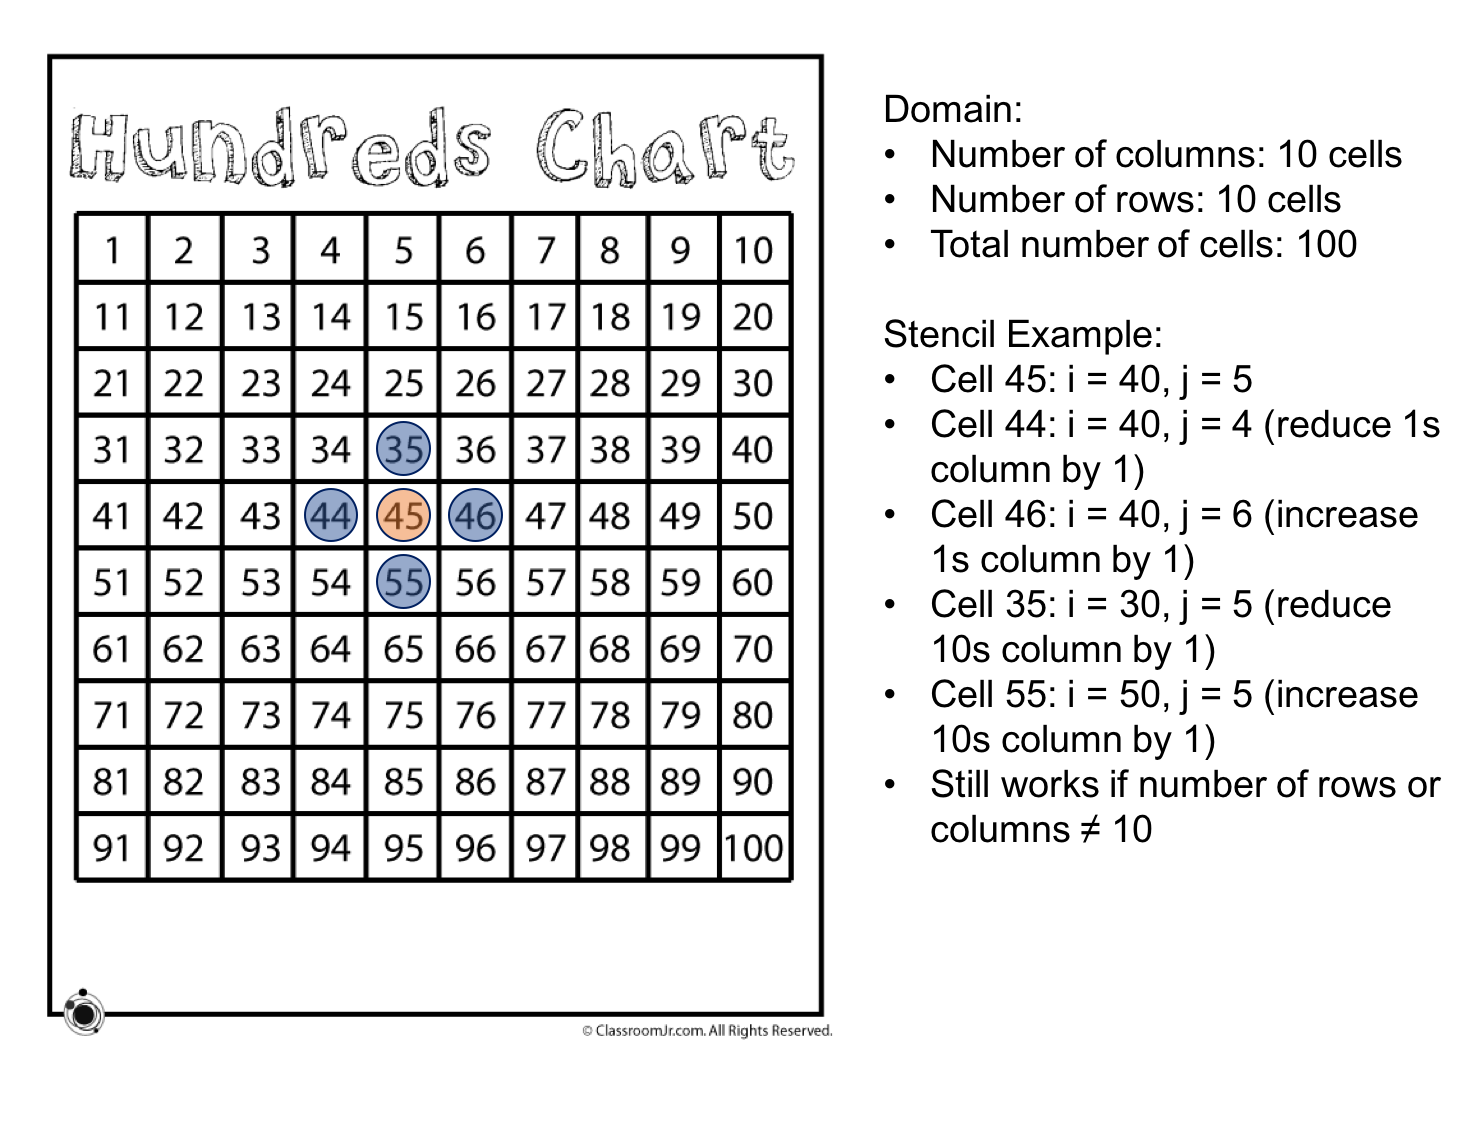 Hundreds Chart
1 2 3 4 5 6 7 8 9 10
11 12 13 14 15 16 17 18 19 20
21 22 23 24 25 26 27 28 29 30
31 32 33 34 35 36 37 38 39 40
41 42 43 44 45 46 47 48 49 50
51 52 53 54 55 56 57 58 59 60
61 62 63 64 65 66 67 68 69 70
71 72 73 74 75 76 77 78 79 80
81 82 83 84 85 86 87 88 89 90
91 92 93 94 95 96 97 98 99 100
© ClassroomJr.com. All Rights Reserved.
Domain:
• Number of columns: 10 cells
• Number of rows: 10 cells
• Total number of cells: 100
Stencil Example:
• Cell 45: i = 40, j = 5
• Cell 44: i = 40, j = 4 (reduce 1s
column by 1)
• Cell 46: i = 40, j = 6 (increase
1s column by 1)
• Cell 35: i = 30, j = 5 (reduce
10s column by 1)
• Cell 55: i = 50, j = 5 (increase
10s column by 1)
• Still works if number of rows or
columns ≠ 10